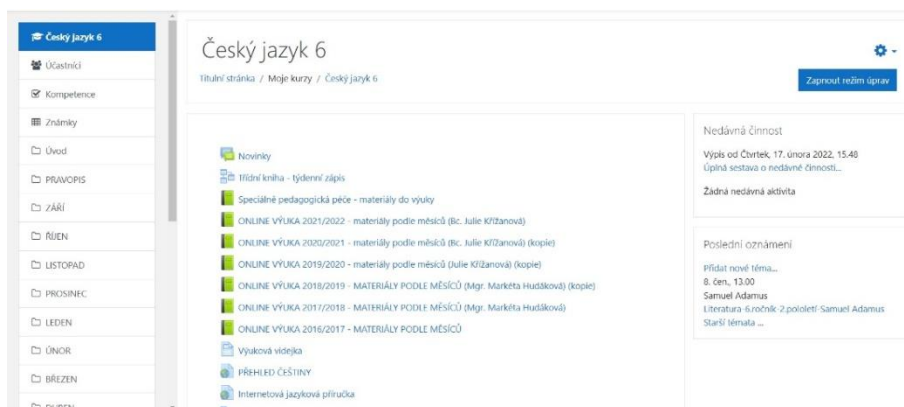 Český jazyk 6
Účastníci
Kompetence
Známky
Úvod
PRAVOPIS
ZÁŘÍ
ŘÍJEN
LISTOPAD
PROSINEC
LEDEN
ÚNOR
BŘEZEN
DUBEN
Český jazyk 6
Titulní stránka / Moje kurzy / Český jazyk 6
Zapnout režim úprav
Novinky
Třídní kniha - týdenní zápis
Speciálně pedagogická péče - materiály do výuky
ONLINE VÝUKA 2021/2022 - materiály podle měsíců (Bc. Julie Křížanová)
ONLINE VÝUKA 2020/2021 - materiály podle měsíců (Bc. Julie Křížanová) (kopie)
ONLINE VÝUKA 2019/2020 - materiály podle měsíců (Julie Křížanová) (kopie)
ONLINE VÝUKA 2018/2019 - MATERIÁLY PODLE MĚSÍCŮ (Mgr. Markéta Hudáková) (kopie)
ONLINE VÝUKA 2017/2018 - MATERIÁLY PODLE MĚSÍCŮ (Mgr. Markéta Hudáková)
ONLINE VÝUKA 2016/2017 - MATERIÁLY PODLE MĚSÍCŮ
Výuková videjka
PŘEHLED ČEŠTINY
Internetová jazyková příručka
Nedávná činnost
Výpis od Čtvrtek, 17. února 2022, 15.48
Úplná sestava o nedávné činnosti...
Žádná nedávná aktivita
Poslední oznámení
Přidat nové téma...
8. čen., 13.00
Samuel Adamus
Literatura-6.ročník-2.pololetí-Samuel Adamus
Starší témata ...